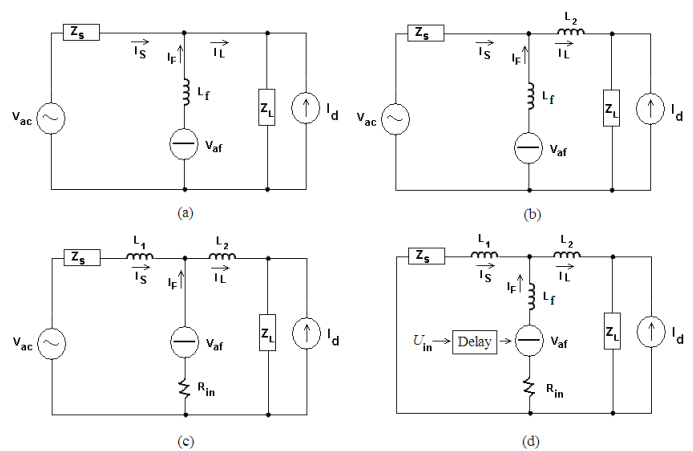 Zs
IS
IF
IL
Lf
Vac
ZL
Id
Vaf
(a)
L2
Zs
IS
IF
IL
Lf
Vac
ZL
Id
Vaf
(b)
L1
L2
Zs
IS
IF
IL
Vac
Vaf
ZL
Id
Rin
(c)
L1
L2
Zs
IS
IF
IL
Lf
Uin
Delay
Vaf
ZL
Id
Rin
(d)